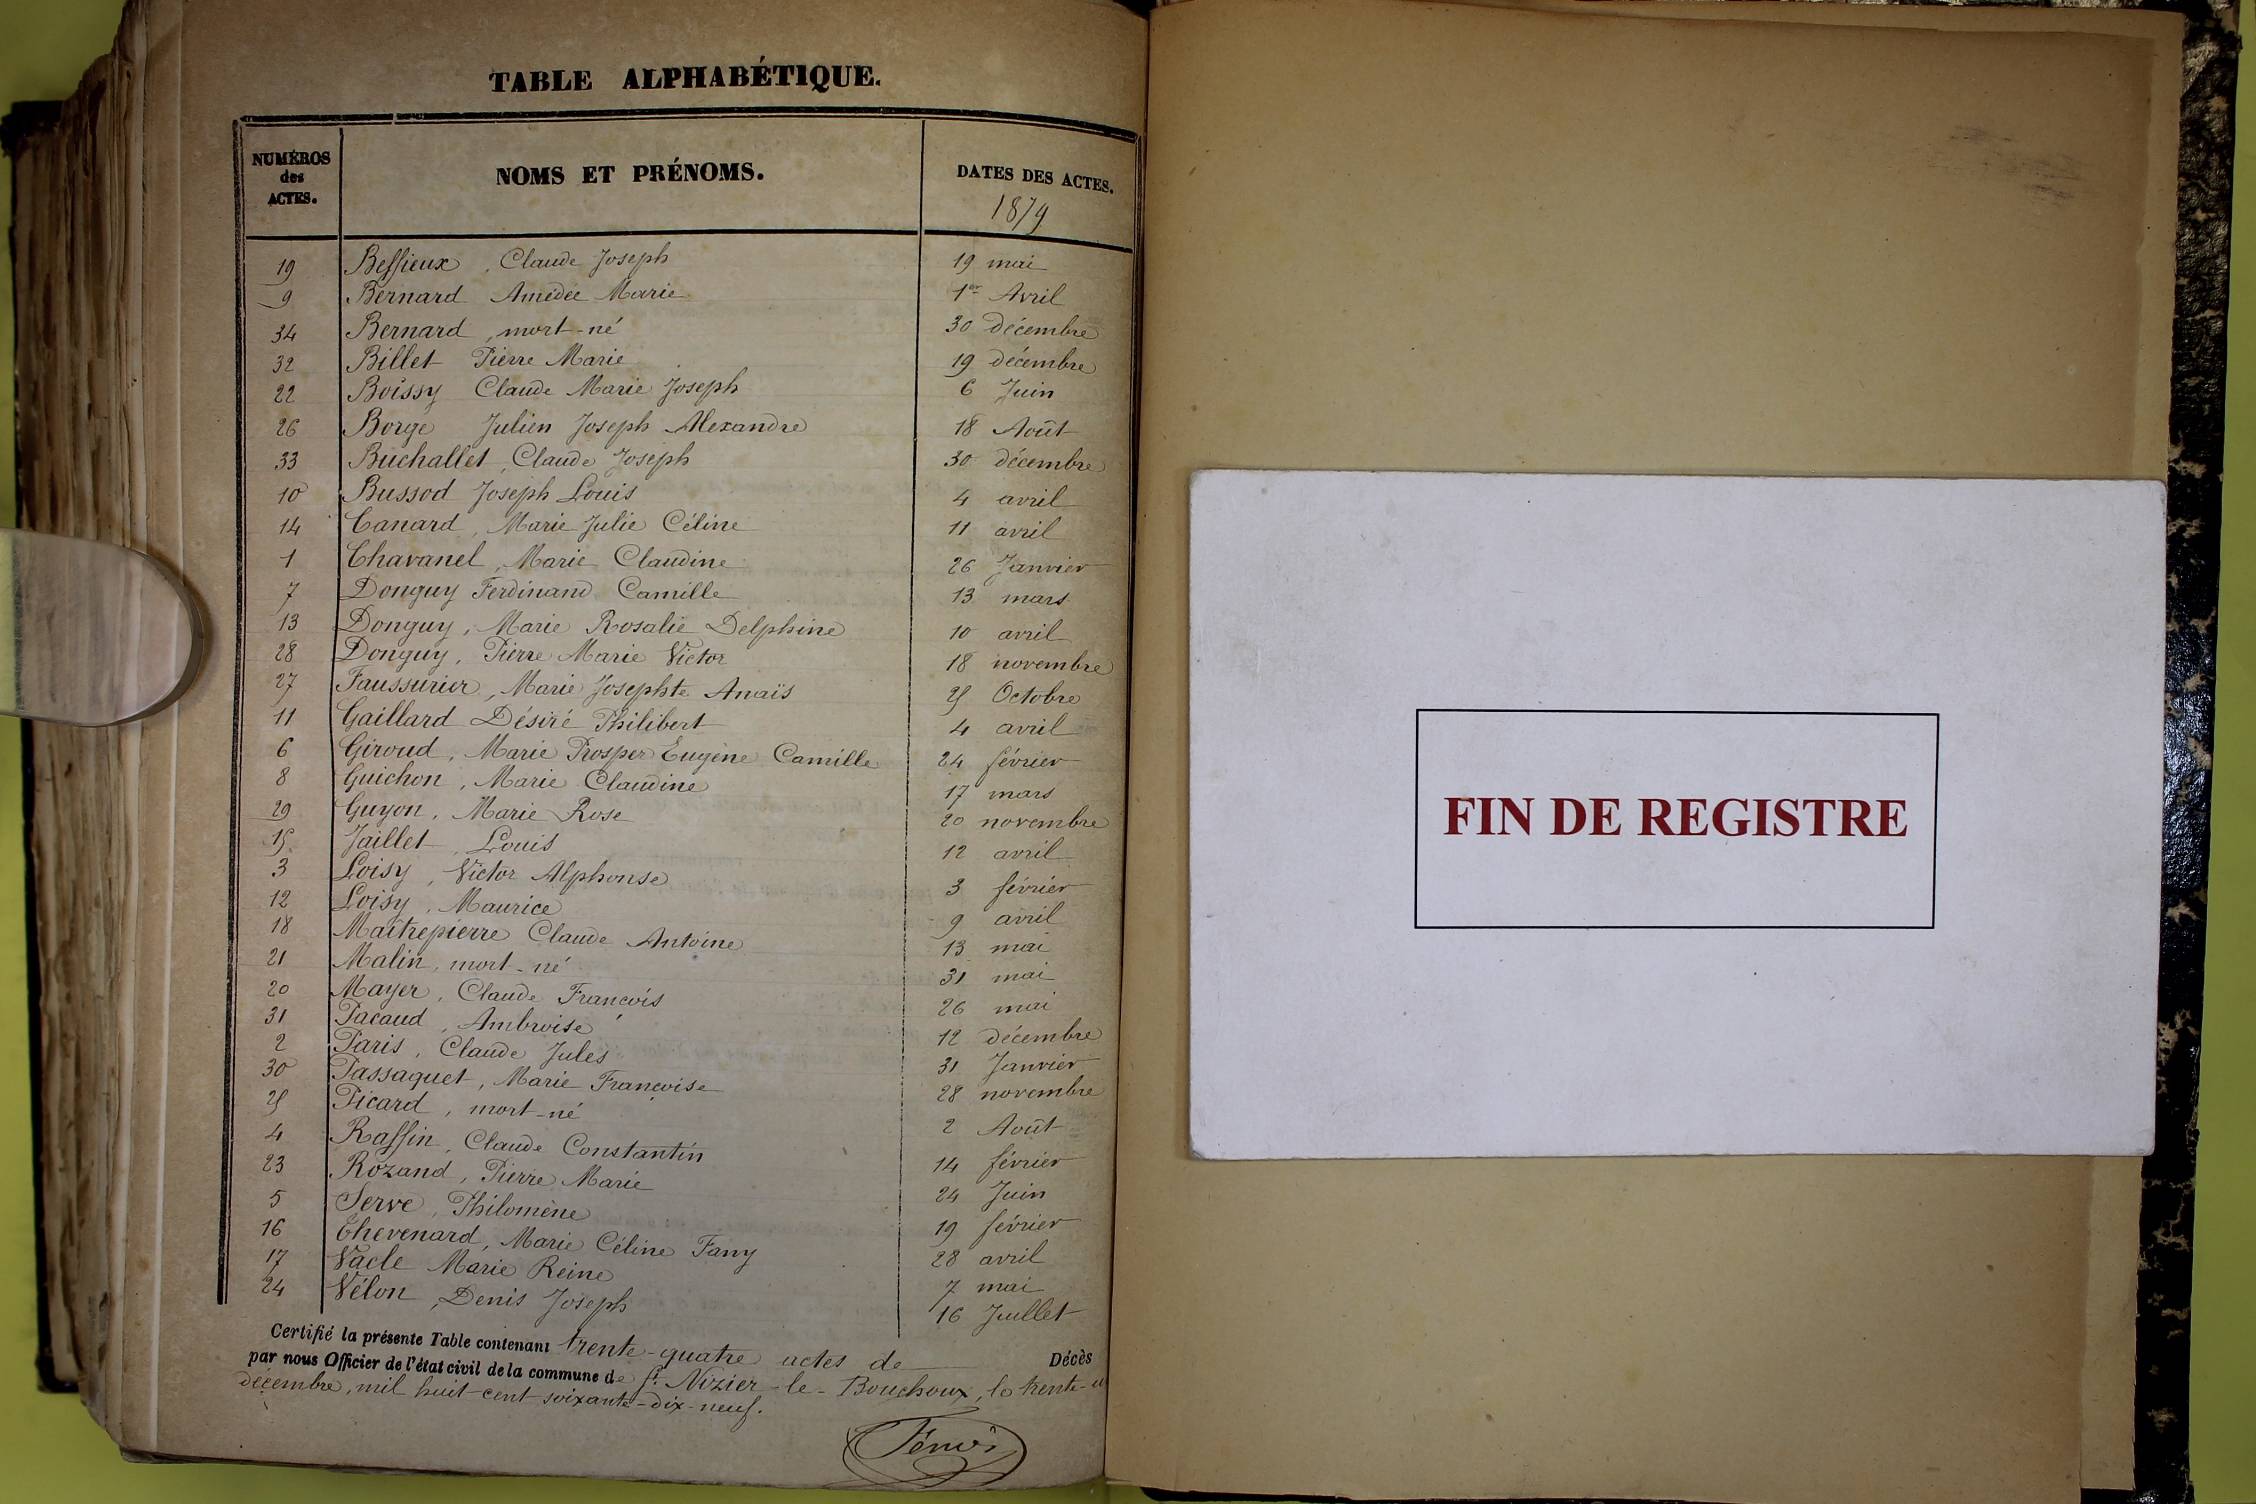 TABLE ALPHABÉTIQUE.
NUMÉROS des ACTES. NOMS ET PRÉNOMS. DATES DES ACTES.
1879
19 Bessieux, Claude Joseph 19 mai
9 Bernard Amédée Marie 1er Avril
34 Bernard, mort-né 30 décembre
32 Billet Pierre Marie 19 décembre
22 Boissy Claude Marie Joseph 6 Juin
26 Borge Julien Joseph Alexandre 18 Août
33 Buchallet, Claude Joseph 30 décembre
10 Bussod Joseph Louis 4 avril
14 Canard, Marie Julie Céline 11 avril
1 Chavanel, Marie Claudine 26 Janvier
7 Donguy Ferdinand Camille 13 mars
13 Donguy, Marie Rosalie Delphine 10 avril
28 Donguy, Pierre Marie Victor 18 novembre
27 Faussurier, Marie Josephte Anaïs 25 Octobre
11 Gaillard Désiré Philibert 4 avril
6 Giroud, Marie Prosper Eugène Camille 24 février
8 Guichon, Marie Claudine 17 mars
29 Guyon, Marie Rose 20 novembre
15 Jaillet, Louis 12 avril
3 Loisy, Victor Alphonse 3 février
12 Loisy, Maurice 9 avril
18 Maîtrepierre Claude Antoine 13 mai
21 Malin, mort-né 31 mai
20 Mayer, Claude François 26 mai
31 Pacaud, Ambroise 12 décembre
2 Paris, Claude Jules 31 Janvier
30 Passaquet, Marie Françoise 28 novembre
25 Picard, mort-né 2 Août
4 Raffin, Claude Constantin 14 février
23 Rozand, Pierre Marie 24 Juin
5 Serve, Philomène 19 février
16 Thevenard, Marie Céline Fany 28 avril
17 Vacle Marie Reine 7 mai
24 Vélon, Denis Joseph 16 Juillet
Certifié la présente Table contenant trente-quatre actes de Décès
par nous Officier de l'état civil de la commune de St. Nizier-le-Bouchoux, le trente-u
décembre, mil huit cent soixante-dix-neuf.
FIN DE REGISTRE